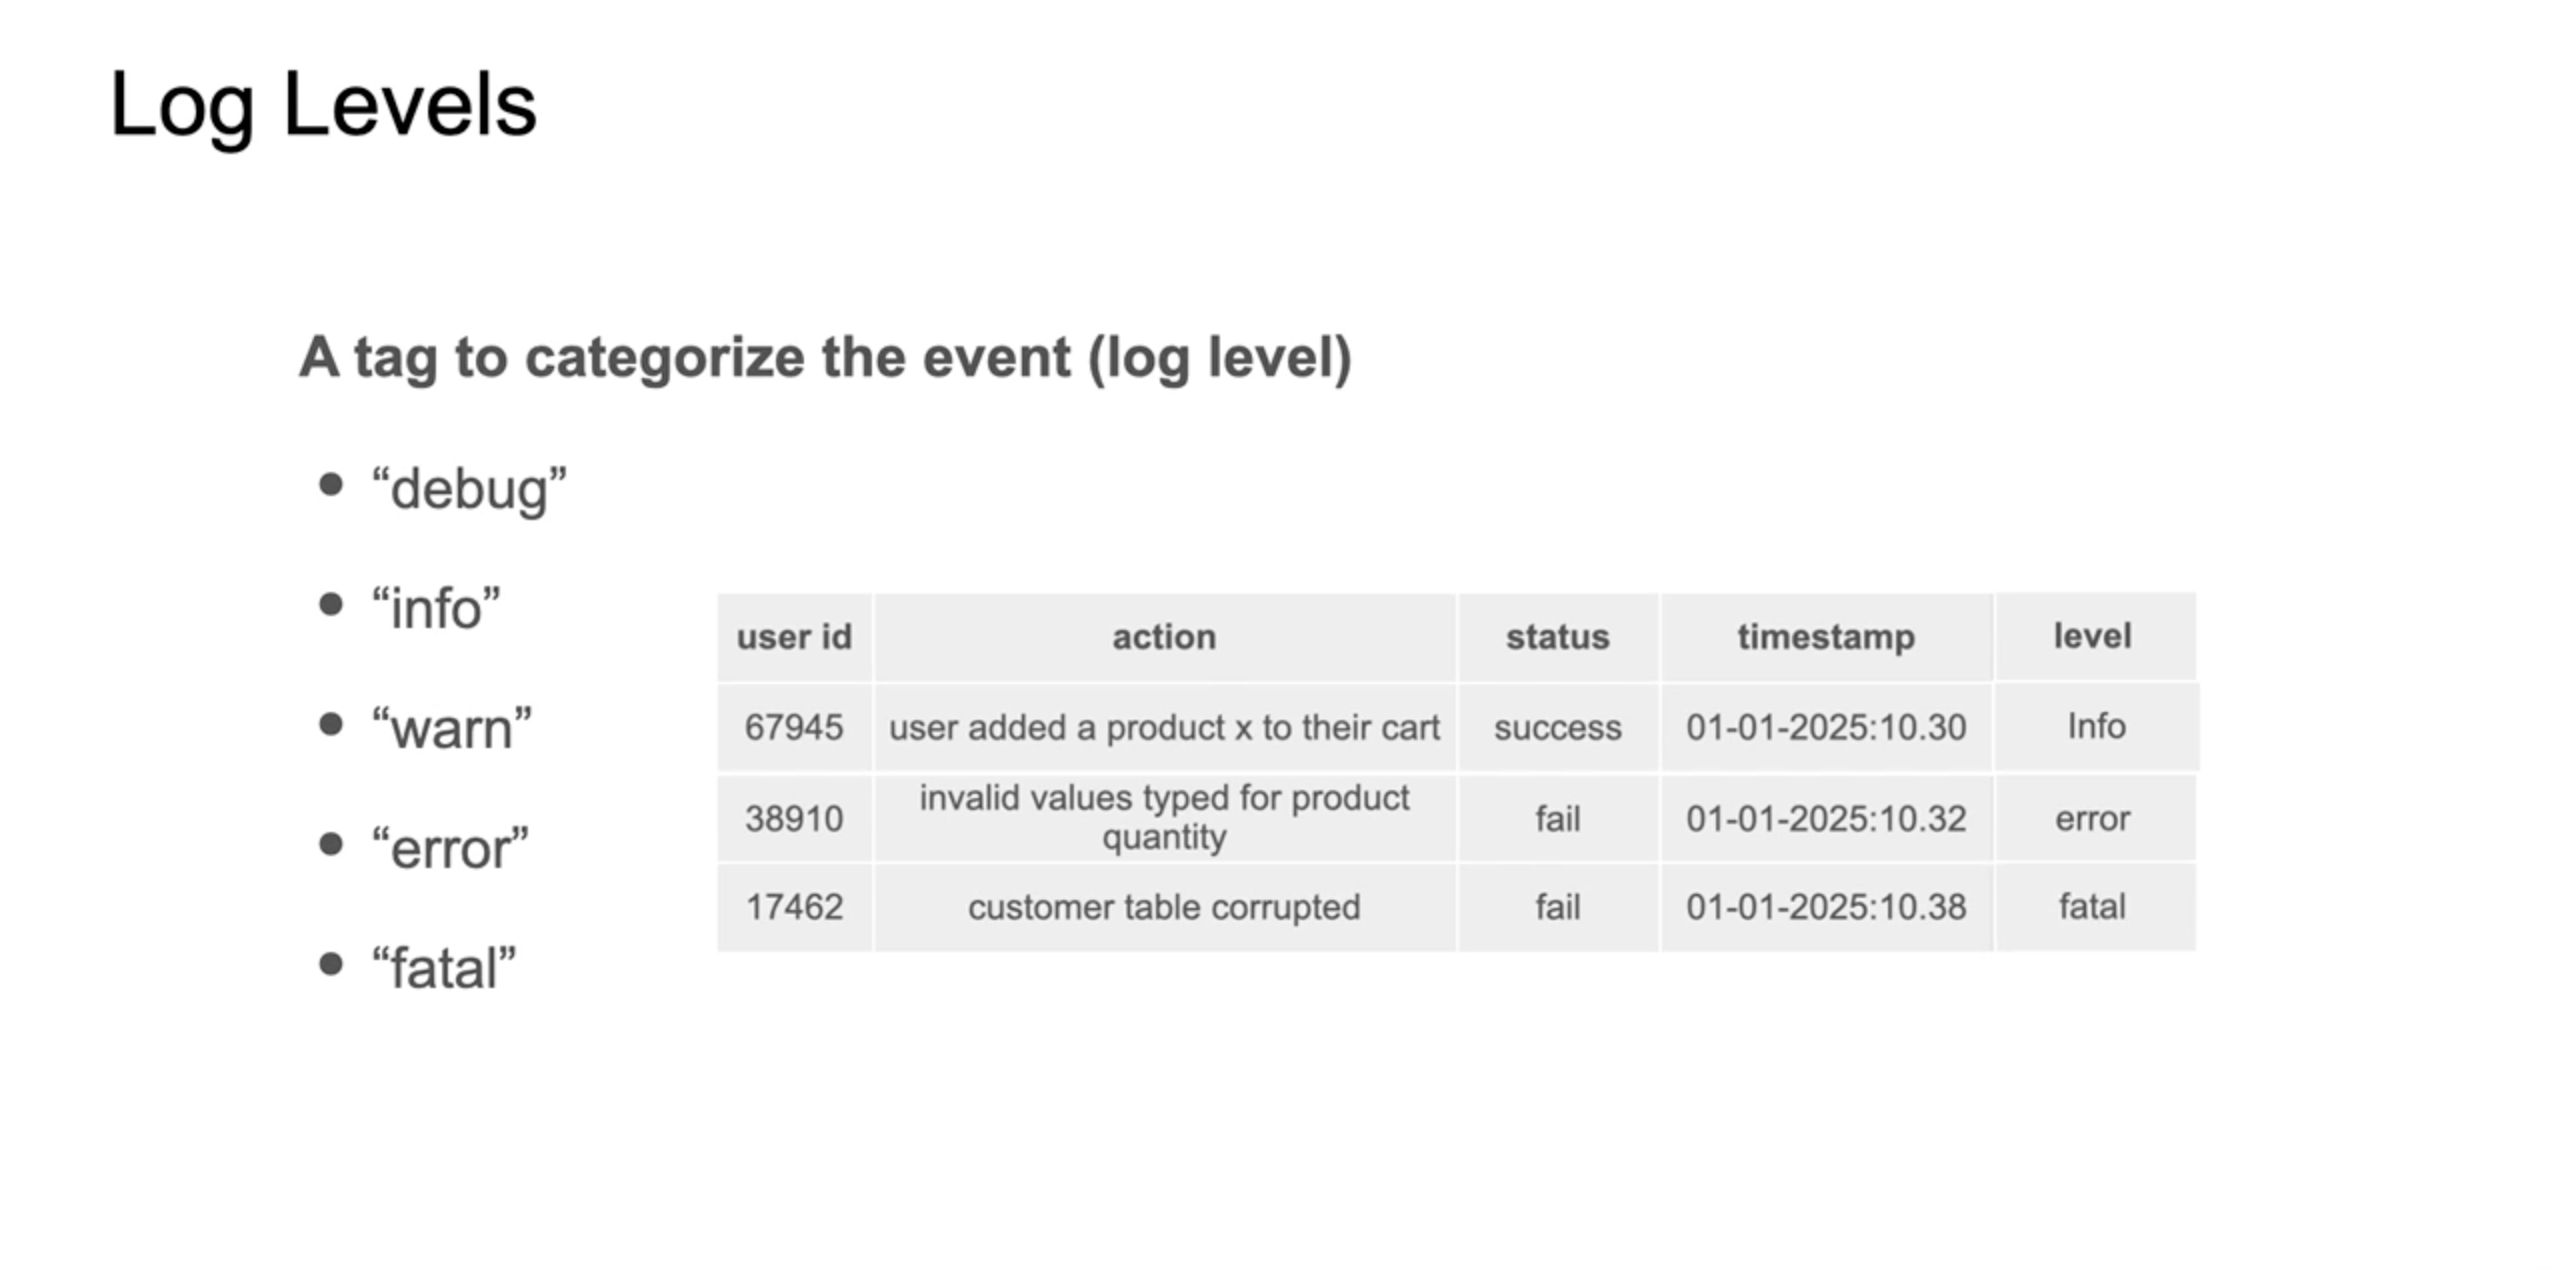 Log Levels
A tag to categorize the event (log level)
● “debug”
● “info”
● “warn”
● “error”
● “fatal”
user id action status timestamp level
67945 user added a product x to their cart success 01-01-2025:10.30 Info
38910 invalid values typed for product quantity fail 01-01-2025:10.32 error
17462 customer table corrupted fail 01-01-2025:10.38 fatal